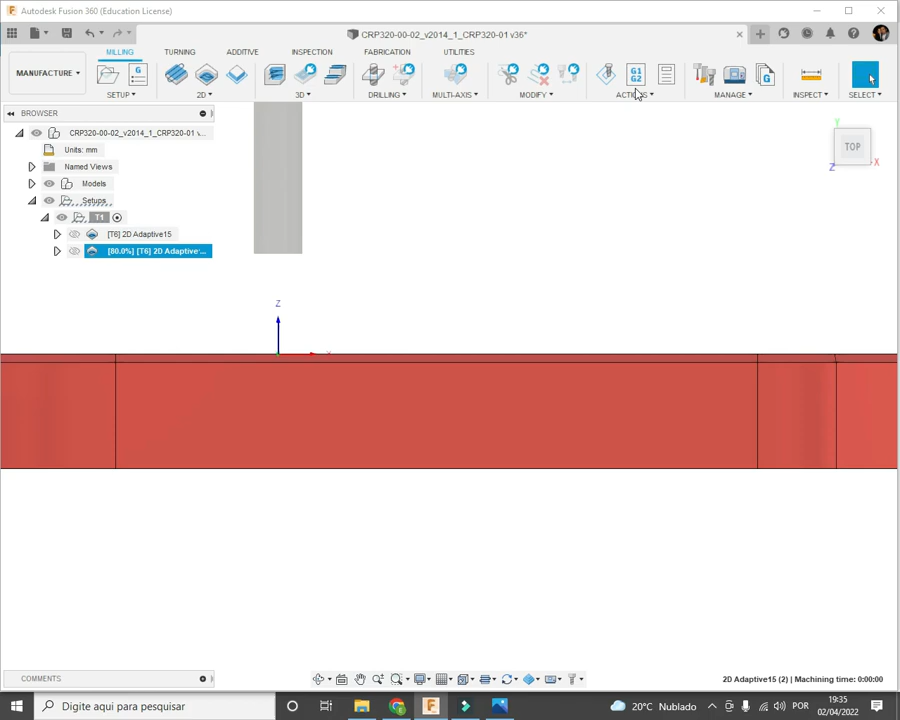 Autodesk Fusion 360 (Education License)
CRP320-00-02_v2014_1_CRP320-01 v36*
MANUFACTURE
MILLING
TURNING
ADDITIVE
INSPECTION
FABRICATION
UTILITIES
G1
G2
SETUP
2D
3D
DRILLING
MULTI-AXIS
MODIFY
ACTIONS
MANAGE
INSPECT
SELECT
BROWSER
CRP320-00-02_v2014_1_CRP320-01 v...
Units: mm
Named Views
Models
Setups
T1
[T6] 2D Adaptive15
[80.0%] [T6] 2D Adaptive...
Y
TOP
X
Z
Z
X
COMMENTS
2D Adaptive15 (2) | Machining time: 0:00:00
Digite aqui para pesquisar
20°C Nublado
POR
19:35
02/04/2022